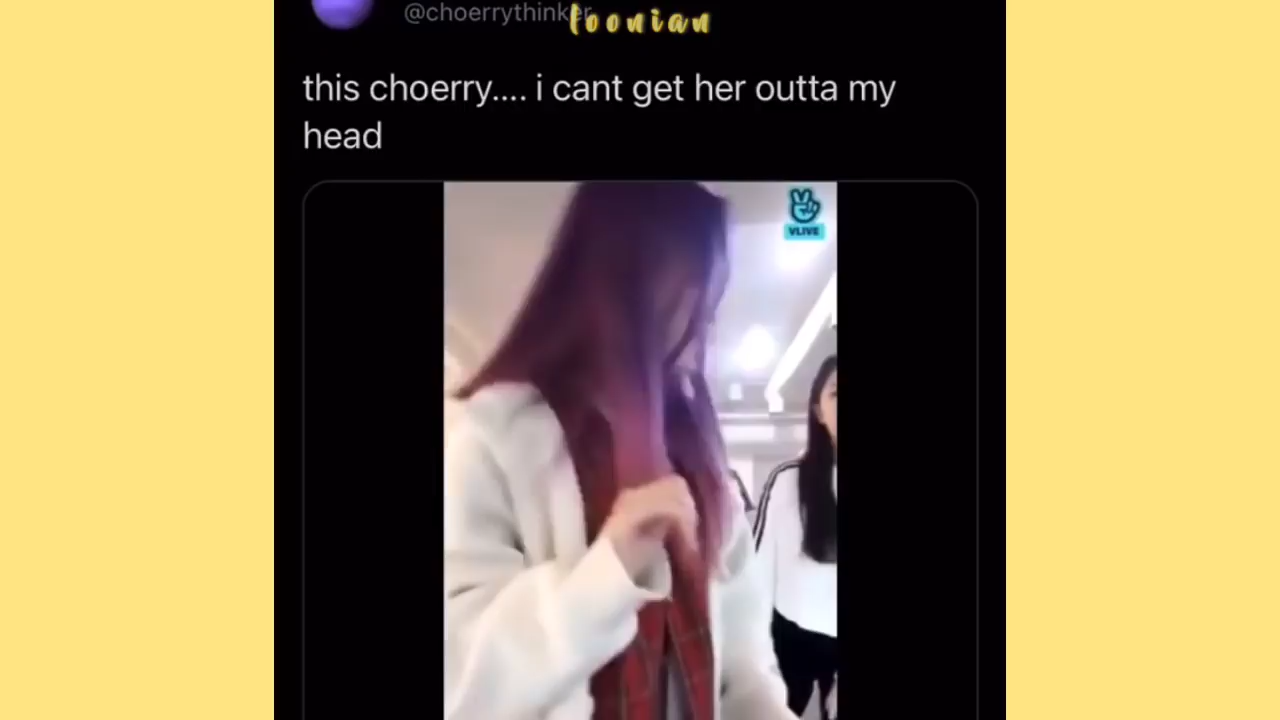 @choerrythinker
loonian
this choerry.... i cant get her outta my
head
VLIVE